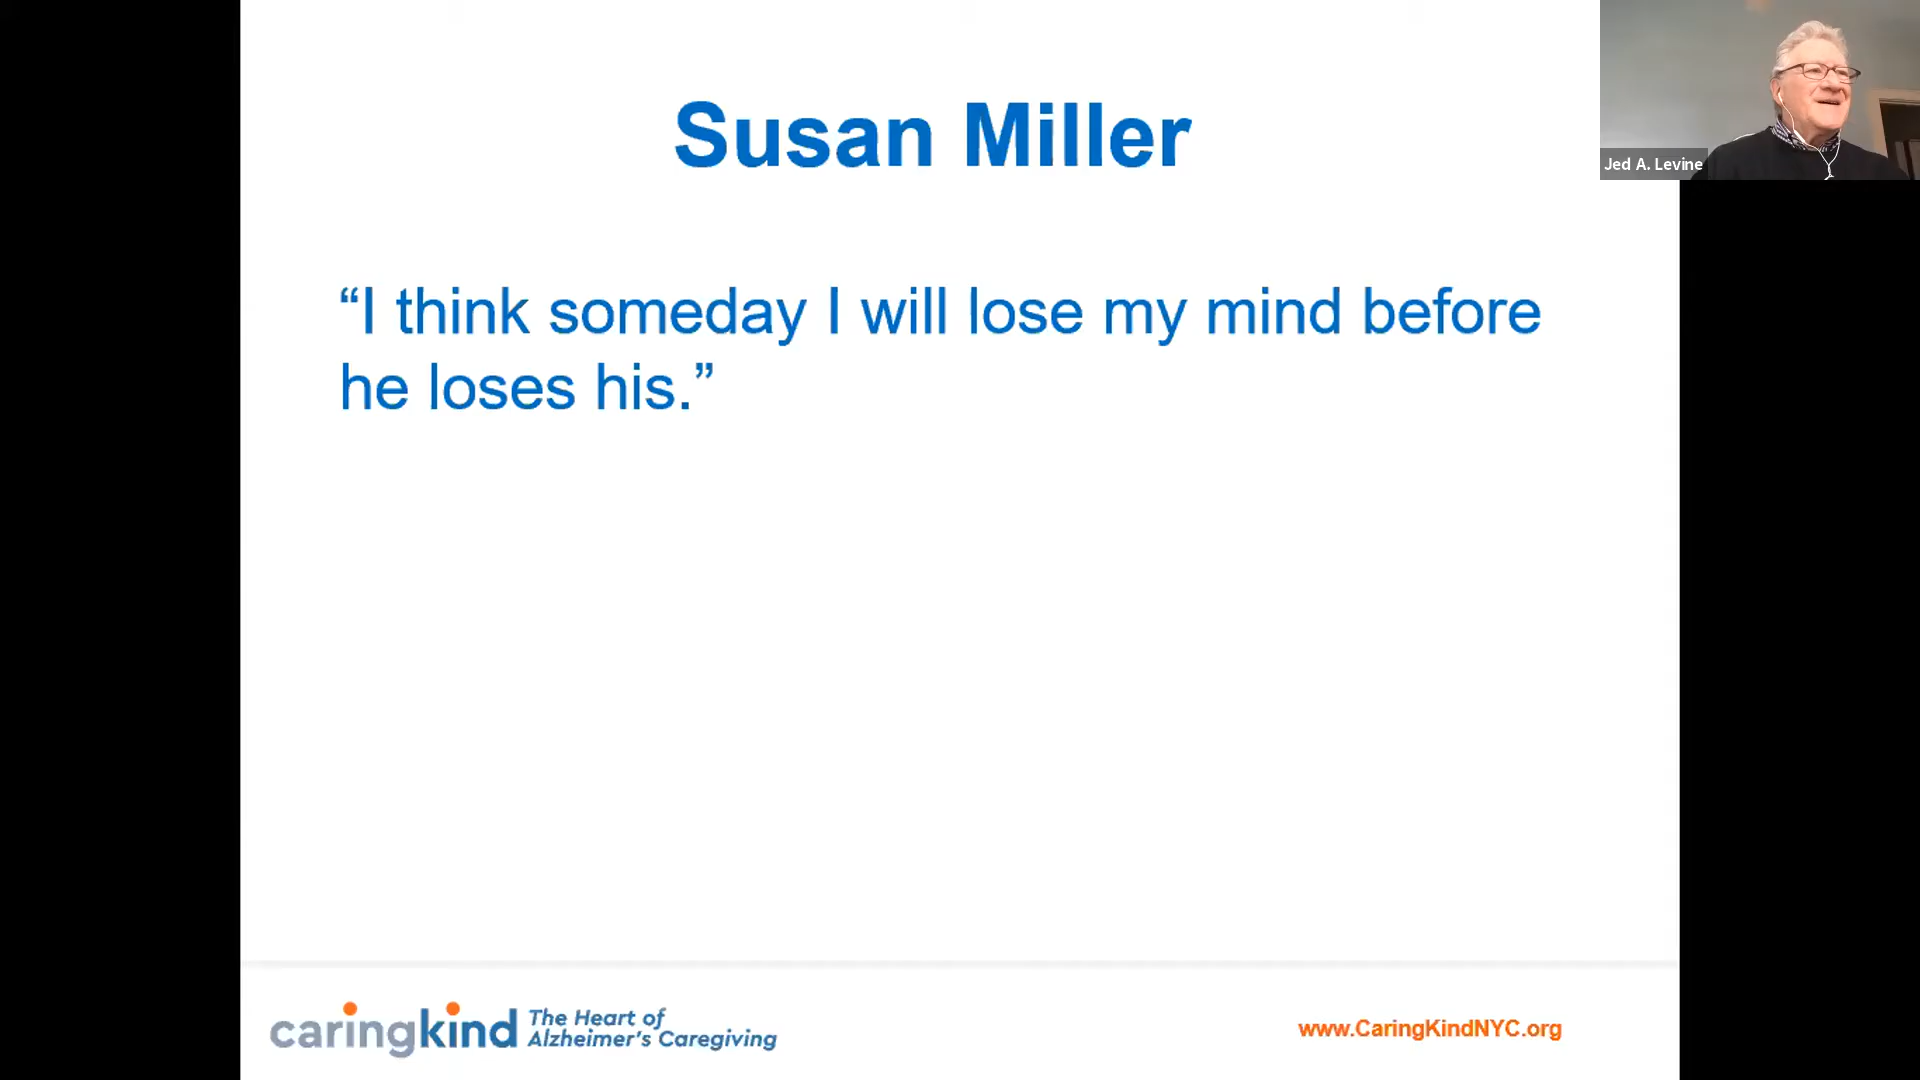 Susan Miller
Jed A. Levine
“I think someday I will lose my mind before
he loses his.”
caringkind The Heart of
Alzheimer's Caregiving
www.CaringKindNYC.org